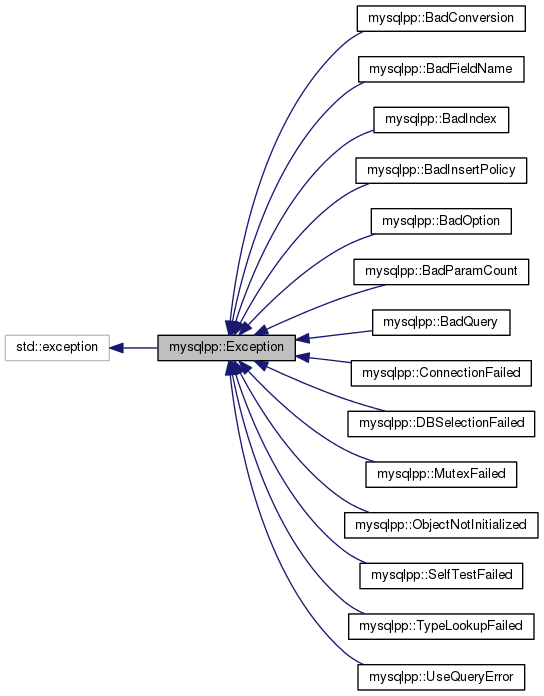 mysqlpp::BadConversion
mysqlpp::BadFieldName
mysqlpp::BadIndex
mysqlpp::BadInsertPolicy
mysqlpp::BadOption
mysqlpp::BadParamCount
mysqlpp::BadQuery
std::exception
mysqlpp::Exception
mysqlpp::ConnectionFailed
mysqlpp::DBSelectionFailed
mysqlpp::MutexFailed
mysqlpp::ObjectNotInitialized
mysqlpp::SelfTestFailed
mysqlpp::TypeLookupFailed
mysqlpp::UseQueryError